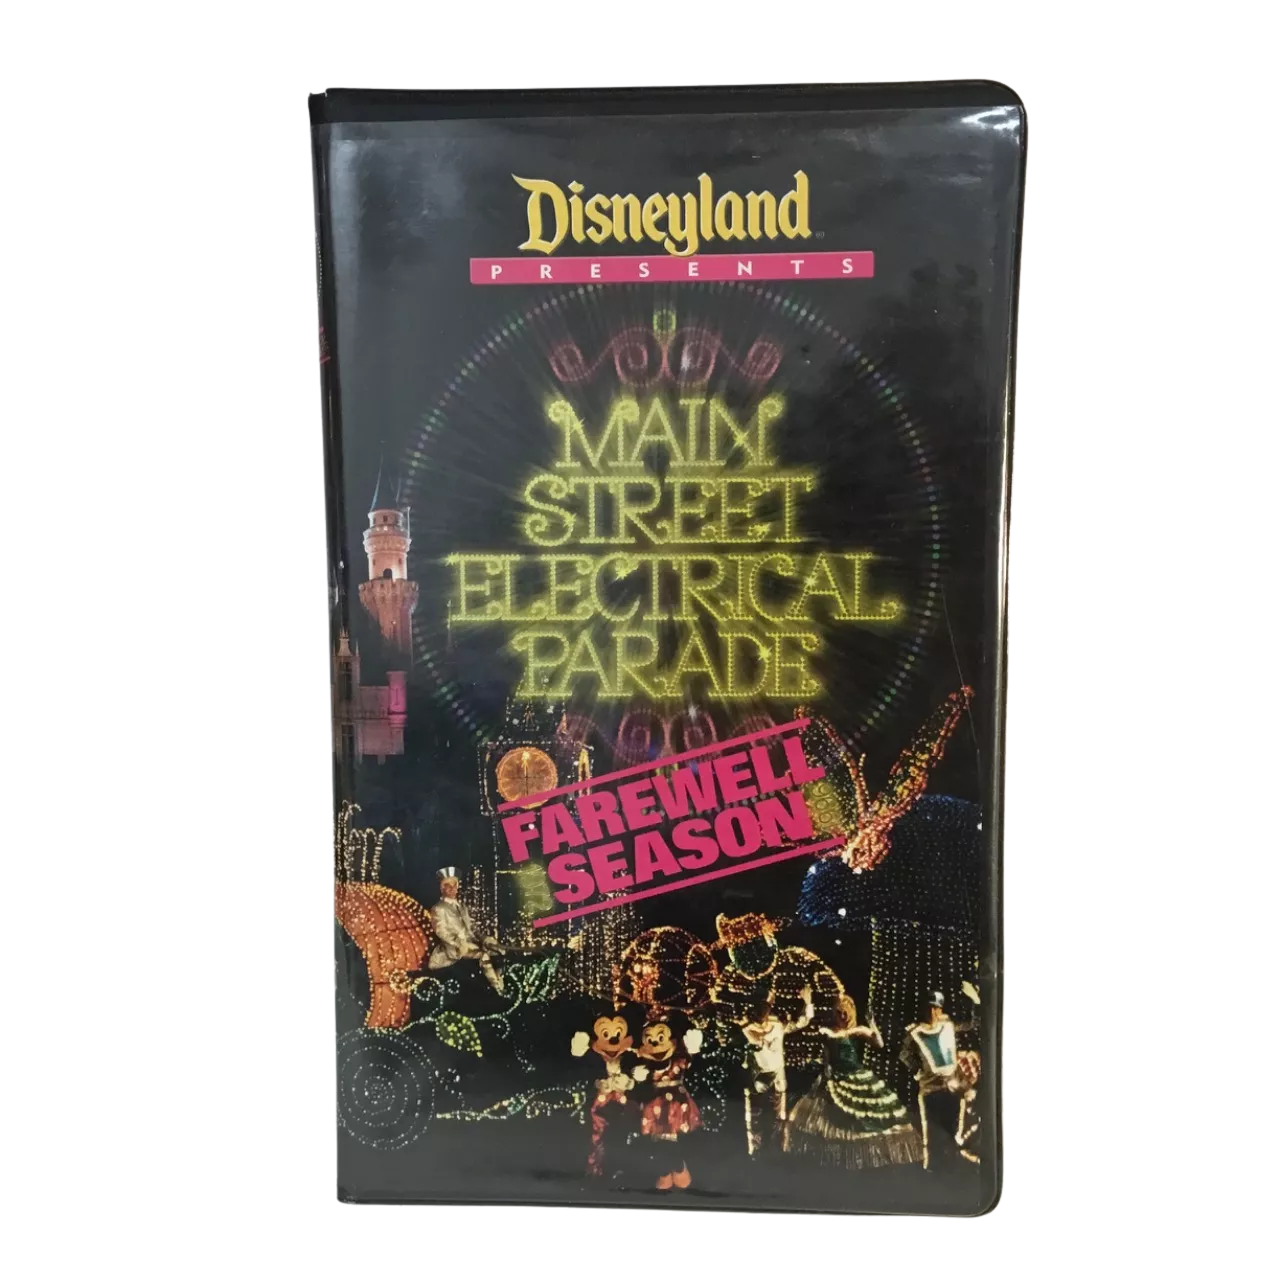 Disneyland
PRESENTS
MAIN
STREET
ELECTRICAL
PARADE
FAREWELL
SEASON